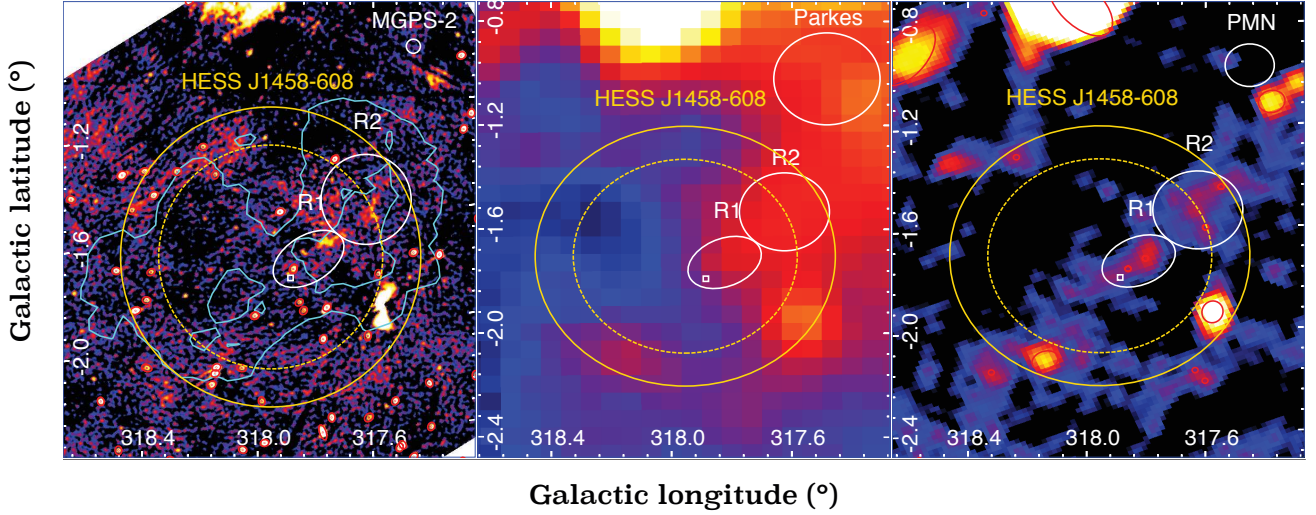 Galactic latitude (°)
MGPS-2
HESS J1458-608
R2
R1
-0.8
-1.2
-1.6
-2.0
318.4 318.0 317.6
Parkes
HESS J1458-608
R2
R1
-0.8
-1.2
-1.6
-2.0
-2.4
318.4 318.0 317.6
PMN
HESS J1458-608
R2
R1
-0.8
-1.2
-1.6
-2.0
-2.4
318.4 318.0 317.6
Galactic longitude (°)